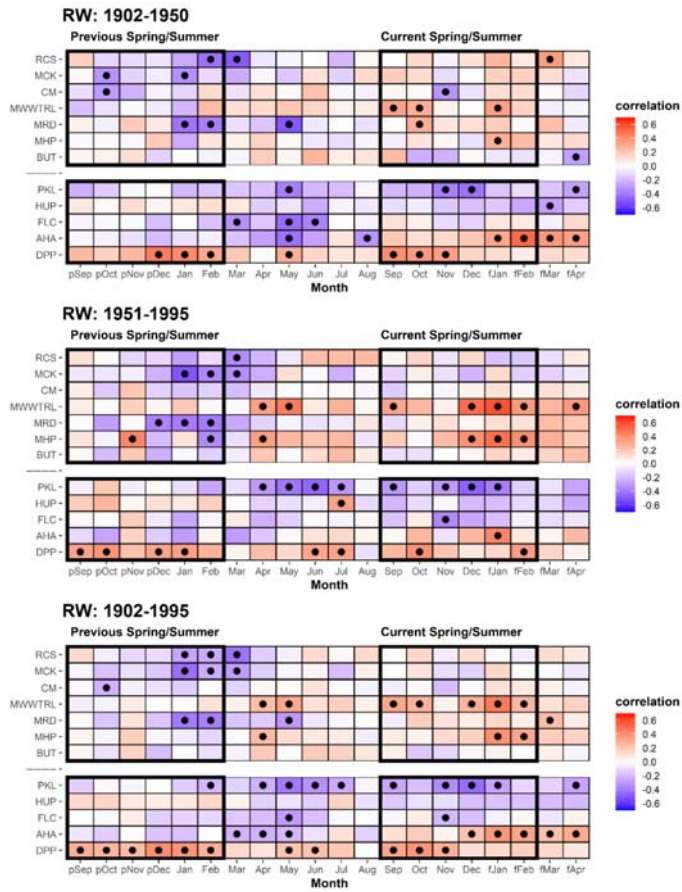 RW: 1902-1950
Previous Spring/Summer Current Spring/Summer
RCS
MCK
CM
MWWTRL
MRD
MHP
BUT
PKL
HUP
FLC
AHA
DPP
pSep pOct pNov pDec Jan Feb Mar Apr May Jun Jul Aug Sep Oct Nov Dec fJan fFeb fMar fApr
Month
correlation
0.6
0.4
0.2
0.0
-0.2
-0.4
-0.6
RW: 1951-1995
Previous Spring/Summer Current Spring/Summer
RCS
MCK
CM
MWWTRL
MRD
MHP
BUT
PKL
HUP
FLC
AHA
DPP
pSep pOct pNov pDec Jan Feb Mar Apr May Jun Jul Aug Sep Oct Nov Dec fJan fFeb fMar fApr
Month
correlation
0.6
0.4
0.2
0.0
-0.2
-0.4
-0.6
RW: 1902-1995
Previous Spring/Summer Current Spring/Summer
RCS
MCK
CM
MWWTRL
MRD
MHP
BUT
PKL
HUP
FLC
AHA
DPP
pSep pOct pNov pDec Jan Feb Mar Apr May Jun Jul Aug Sep Oct Nov Dec fJan fFeb fMar fApr
Month
correlation
0.6
0.4
0.2
0.0
-0.2
-0.4
-0.6